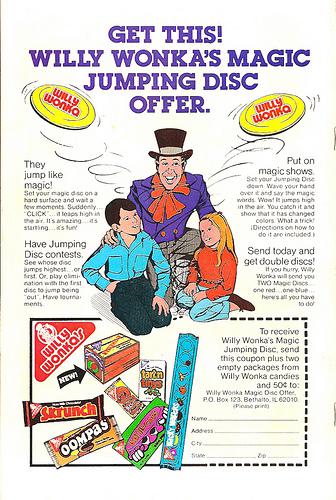 GET THIS!
WILLY WONKA'S MAGIC
JUMPING DISC
OFFER.
WILLY
WONKA
WILLY
WONKA
They
jump like
magic!
Set your magic disc on a
hard surface and wait a
few moments. Suddenly..
"CLICK"... it leaps high in
the air. It's amazing...it's
startling... it's fun!
Have Jumping
Disc contests.
See whose disc
jumps highest...or
first. Or, play elimi-
nation with the first
disc to jump being
"out". Have tourna-
ments.
Put on
magic shows.
Set your Jumping Disc
down. Wave your hand
over it and say the magic
words. Wow! It jumps high
in the air. You catch it and
show that it has changed
colors. What a trick!
(Directions on how to
do it are included.)
Send today and
get double discs!
If you hurry, Willy
Wonka will send you
TWO Magic Discs...
one red...one blue...
here's all you have
to do!
WILLY
WONKA'S
NEW!
Skrunch
OOMPAS
To receive
Willy Wonka's Magic
Jumping Disc, send
this coupon plus two
empty packages from
Willy Wonka candies
and 50¢ to:
Willy Wonka Magic Disc Offer,
P.O. Box 123, Bethalto, IL 62010
(Please print)
Name
Address
City
State Zip